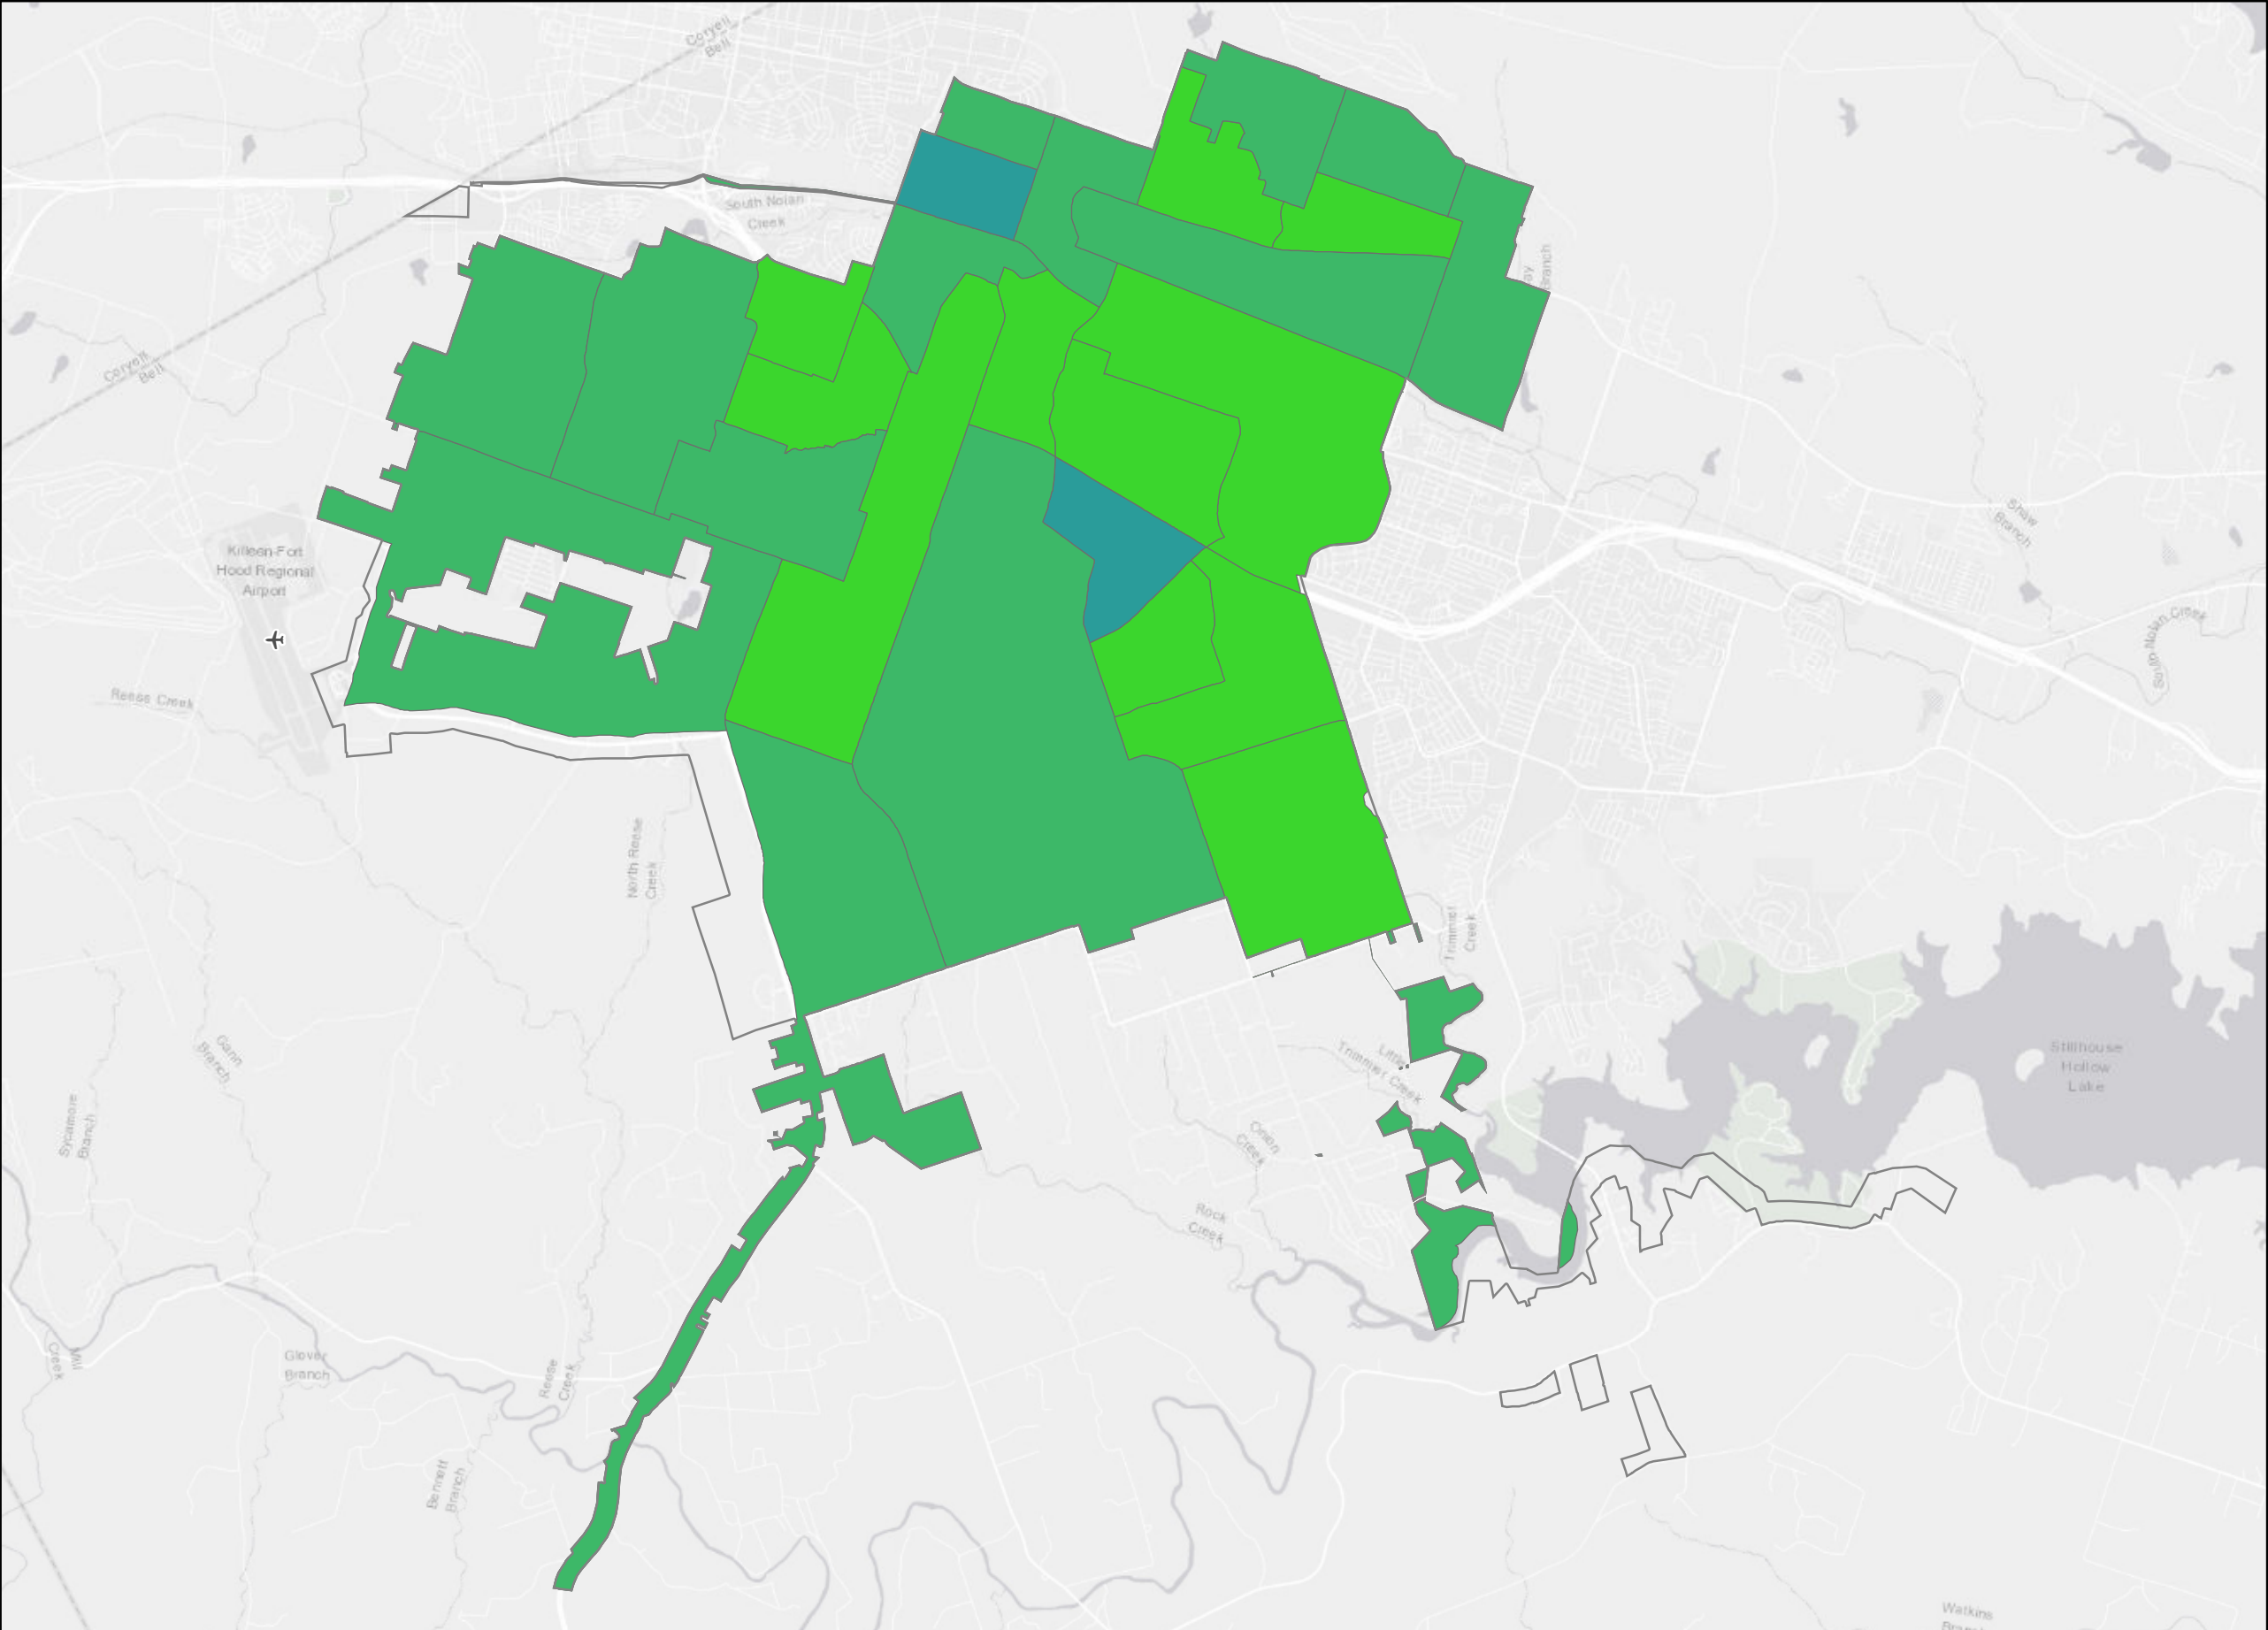 Coryell
Bell
South Nolan
Creek
Branch
Coryell
Bell
Shaw
Branch
Killeen-Fort
Hood Regional
Airport
South Nolan Creek
Reese Creek
North Reese
Creek
Trimmier
Creek
Gann
Branch
Little
Trimmier Creek
Stillhouse
Hollow
Lake
Sycamore
Branch
Onion
Creek
Rock
Creek
Glover
Branch
Mill
Creek
Reese
Creek
Bennett
Branch
Watkins